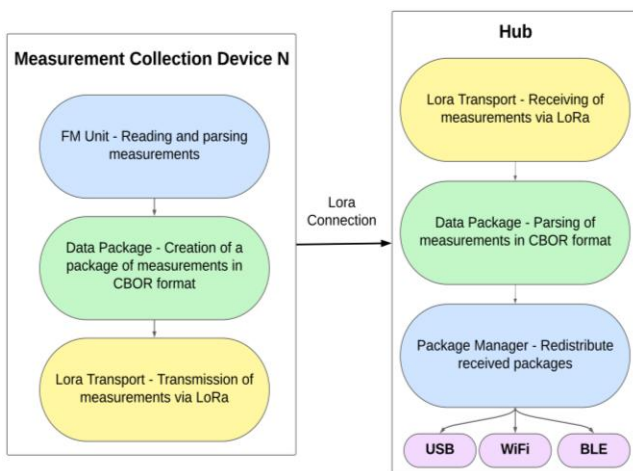 Measurement Collection Device N
FM Unit - Reading and parsing
measurements
Data Package - Creation of a
package of measurements in
CBOR format
Lora Transport - Transmission of
measurements via LoRa
Lora
Connection
Hub
Lora Transport - Receiving of
measurements via LoRa
Data Package - Parsing of
measurements in CBOR format
Package Manager - Redistribute
received packages
USB
WiFi
BLE